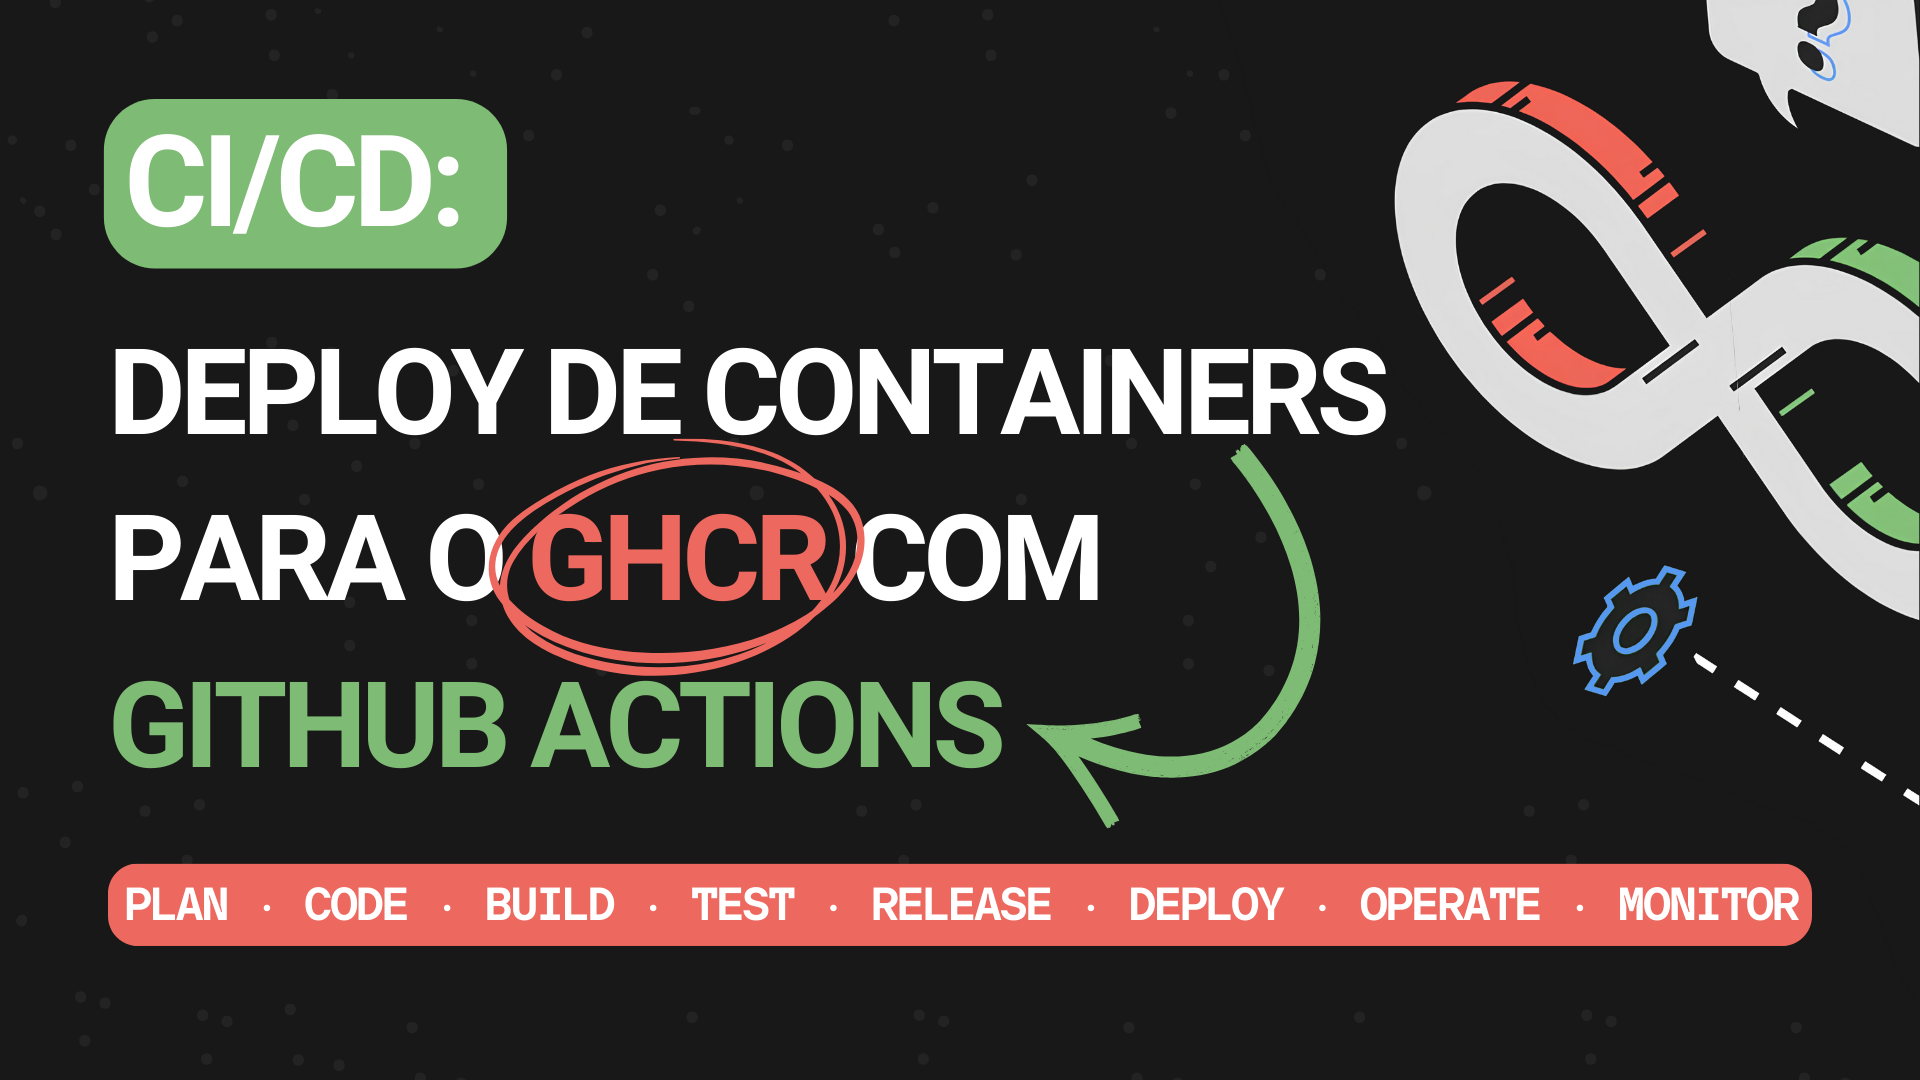 CI/CD:
DEPLOY DE CONTAINERS
PARA O GHCR COM
GITHUB ACTIONS
PLAN · CODE · BUILD · TEST · RELEASE · DEPLOY · OPERATE · MONITOR